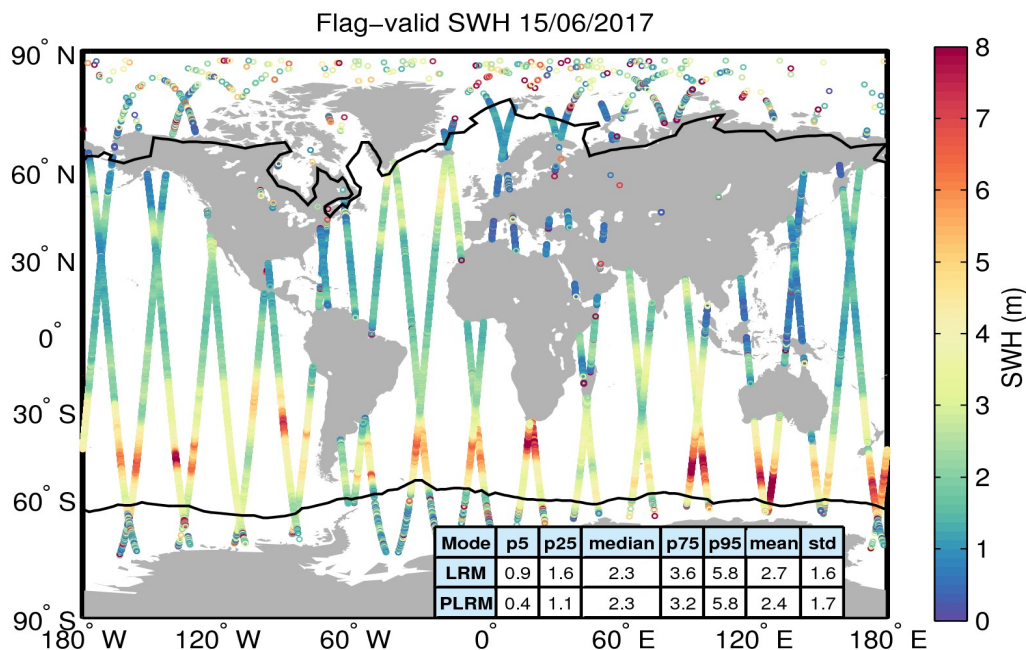 Flag−valid SWH 15/06/2017
90° N
60° N
30° N
0°
30° S
60° S
90° S
180° W
120° W
60° W
0°
60° E
120° E
180° E
8
7
6
5
4
3
2
1
0
SWH (m)
Mode p5 p25 median p75 p95 mean std
LRM 0.9 1.6 2.3 3.6 5.8 2.7 1.6
PLRM 0.4 1.1 2.3 3.2 5.8 2.4 1.7